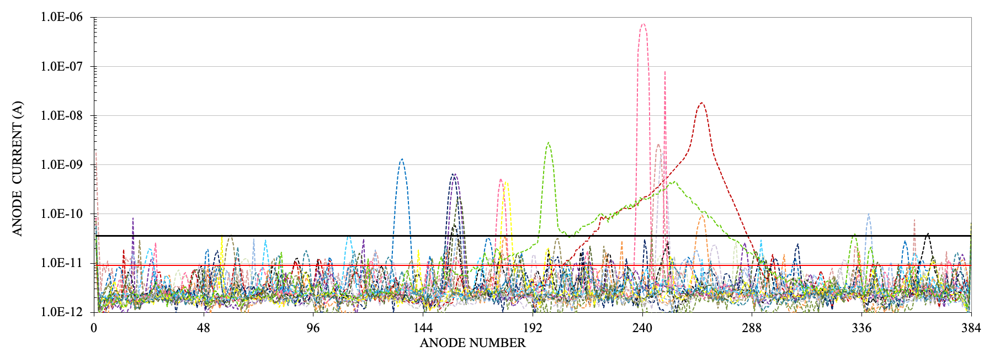 1.0E-06
1.0E-07
1.0E-08
1.0E-09
1.0E-10
1.0E-11
1.0E-12
ANODE CURRENT (A)
0 48 96 144 192 240 288 336 384
ANODE NUMBER